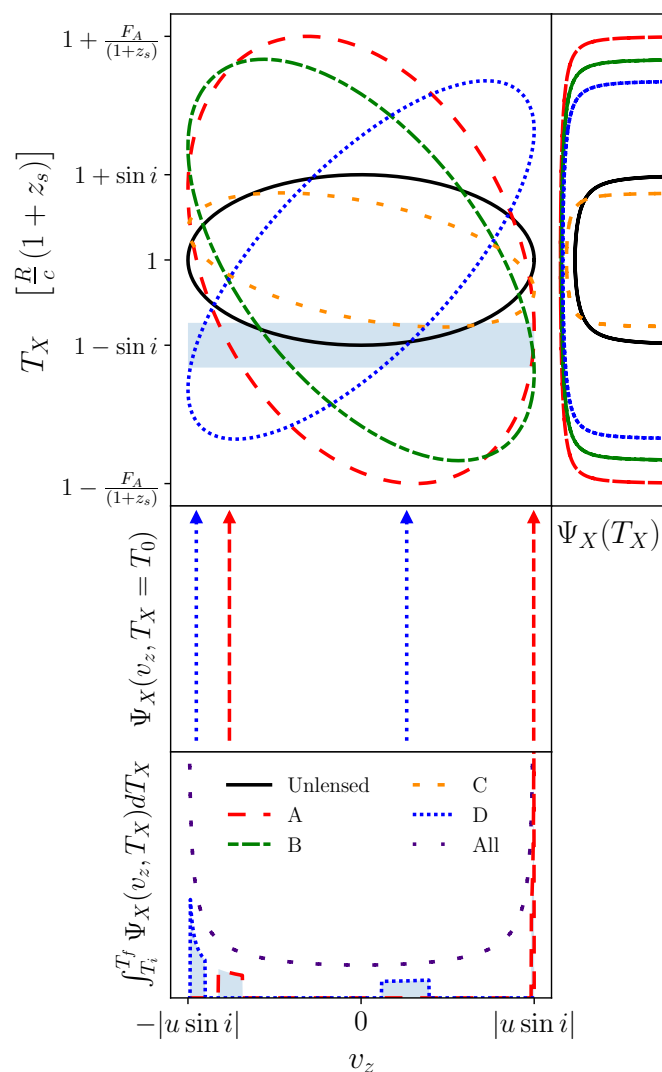 1 + F_A/(1+z_s)
1 + sin i
1
1 − sin i
1 − F_A/(1+z_s)
T_X [R/c (1 + z_s)]
Ψ_X(T_X)
Ψ_X(v_z, T_X = T_0)
∫_{T_i}^{T_f} Ψ_X(v_z, T_X)dT_X
Unlensed
A
B
C
D
All
−|u sin i|
0
|u sin i|
v_z